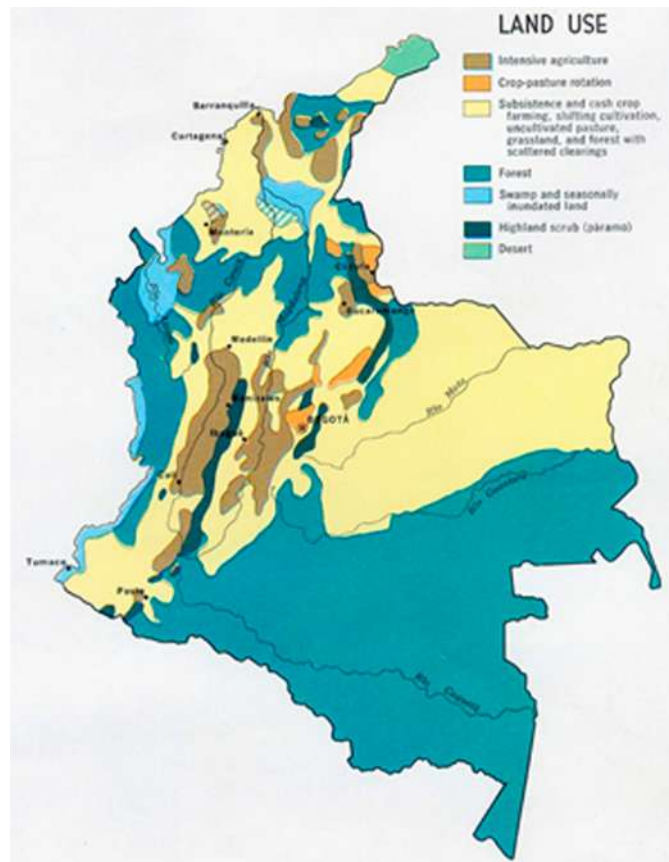 LAND USE
Intensive agriculture
Crop-pasture rotation
Subsistence and cash crop
farming, shifting cultivation,
uncultivated pasture,
grassland, and forest with
scattered clearings
Forest
Swamp and seasonally
inundated land
Highland scrub (páramo)
Desert
Barranquilla
Cartagena
Montería
Cúcuta
Bucaramanga
Medellín
Manizales
BOGOTÁ
Ibagué
Cali
Río Meta
Río Guaviare
Tumaco
Pasto
Río Caquetá